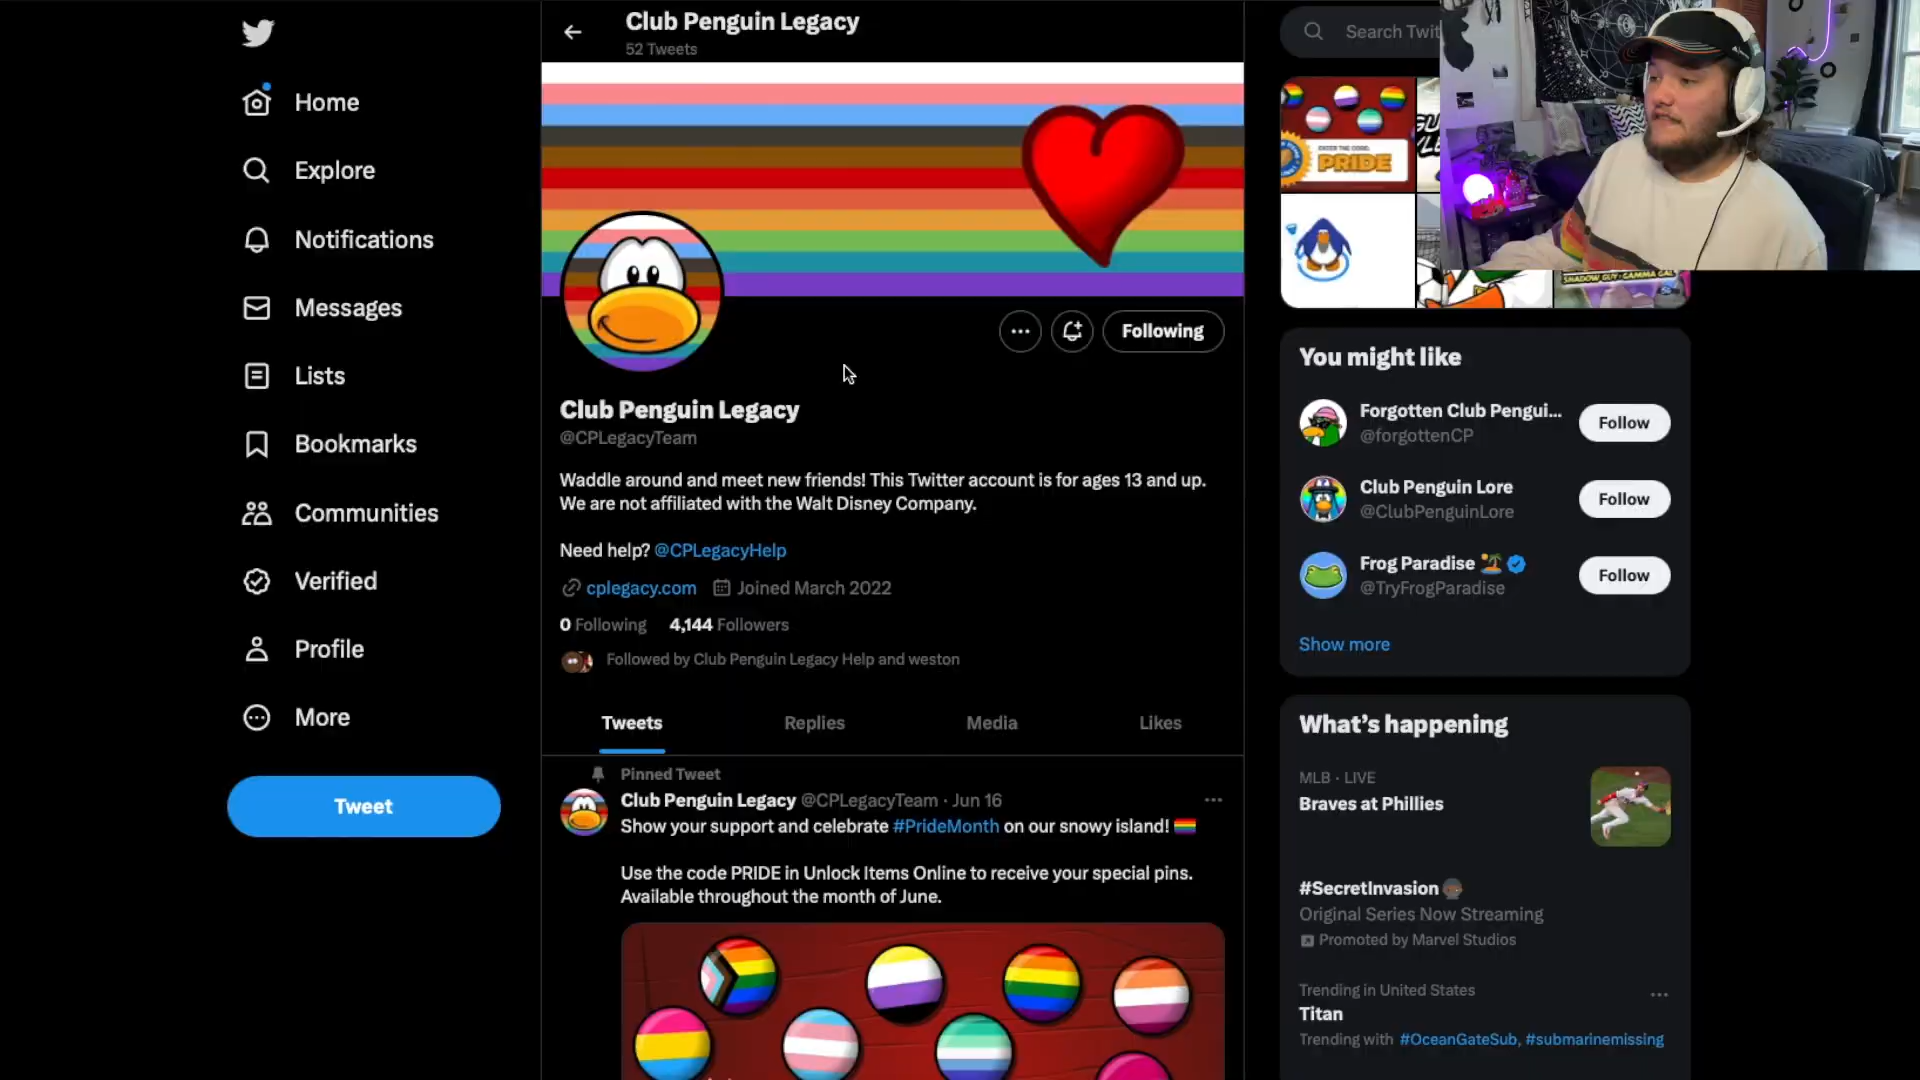 Club Penguin Legacy
52 Tweets
Home
Explore
Notifications
Messages
Lists
Bookmarks
Communities
Verified
Profile
More
Tweet
Following
Club Penguin Legacy
@CPLegacyTeam
Waddle around and meet new friends! This Twitter account is for ages 13 and up.
We are not affiliated with the Walt Disney Company.
Need help? @CPLegacyHelp
cplegacy.com Joined March 2022
0 Following 4,144 Followers
Followed by Club Penguin Legacy Help and weston
Tweets Replies Media Likes
Pinned Tweet
Club Penguin Legacy @CPLegacyTeam · Jun 16
Show your support and celebrate #PrideMonth on our snowy island!
Use the code PRIDE in Unlock Items Online to receive your special pins.
Available throughout the month of June.
Search Twit
ENTER THE CODE:
PRIDE
SHADOW GUY · GAMMA GAL
You might like
Forgotten Club Pengui...
@forgottenCP
Follow
Club Penguin Lore
@ClubPenguinLore
Follow
Frog Paradise
@TryFrogParadise
Follow
Show more
What's happening
MLB · LIVE
Braves at Phillies
#SecretInvasion
Original Series Now Streaming
Promoted by Marvel Studios
Trending in United States
Titan
Trending with #OceanGateSub, #submarinemissing